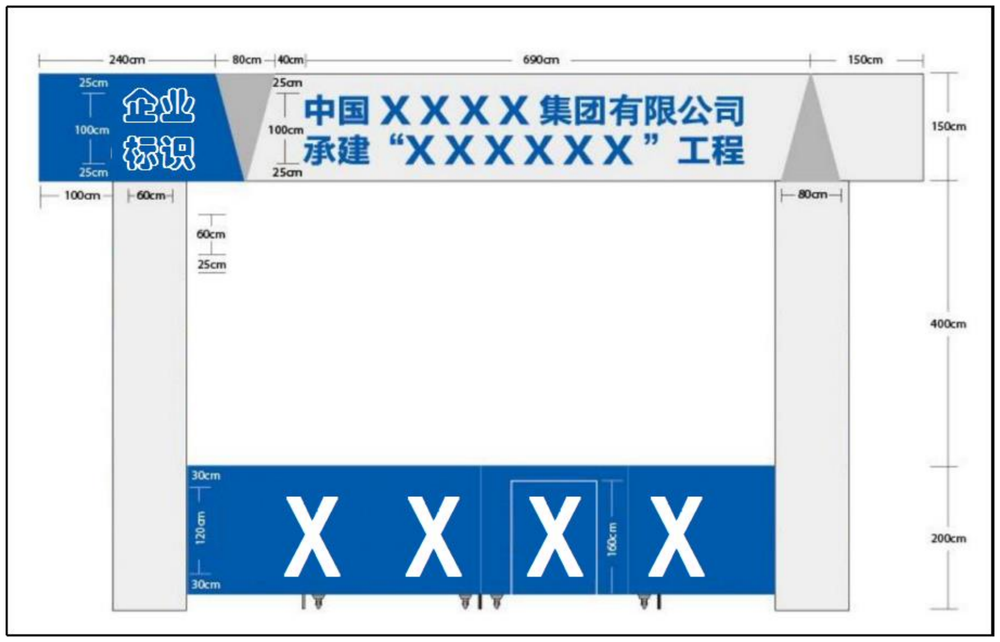 240cm 80cm 40cm 690cm 150cm
25cm
100cm
25cm
企业
标识
25cm
100cm
25cm
中国 X X X X 集团有限公司
承建 “X X X X X X ” 工程
150cm
100cm
60cm
80cm
60cm
25cm
400cm
30cm
120cm
30cm
X X X X
160cm
200cm